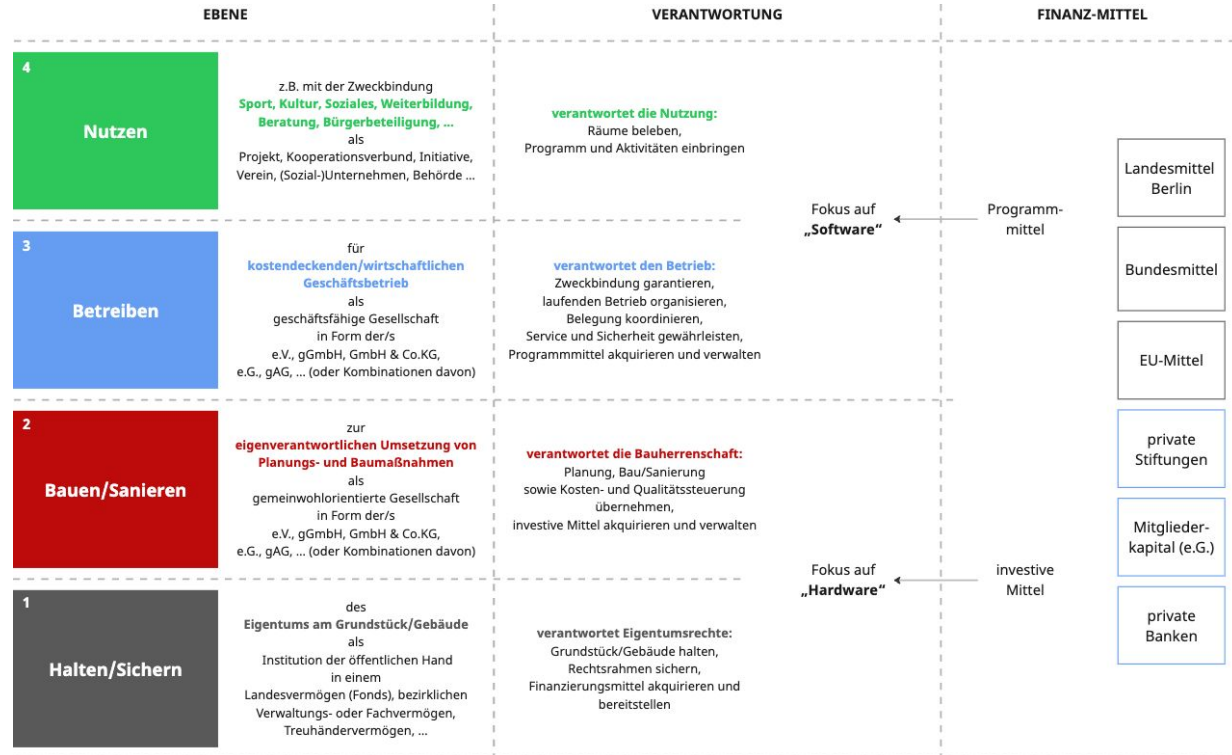 EBENE
VERANTWORTUNG
FINANZ-MITTEL
4
Nutzen
z.B. mit der Zweckbindung
Sport, Kultur, Soziales, Weiterbildung,
Beratung, Bürgerbeteiligung, ...
als
Projekt, Kooperationsverbund, Initiative,
Verein, (Sozial-)Unternehmen, Behörde ...
verantwortet die Nutzung:
Räume beleben,
Programm und Aktivitäten einbringen
3
Betreiben
für
kostendeckenden/wirtschaftlichen
Geschäftsbetrieb
als
geschäftsfähige Gesellschaft
in Form der/s
e.V., gGmbH, GmbH & Co.KG,
e.G., gAG, ... (oder Kombinationen davon)
verantwortet den Betrieb:
Zweckbindung garantieren,
laufenden Betrieb organisieren,
Belegung koordinieren,
Service und Sicherheit gewährleisten,
Programmmittel akquirieren und verwalten
Fokus auf
„Software“
Programm-
mittel
2
Bauen/Sanieren
zur
eigenverantwortlichen Umsetzung von
Planungs- und Baumaßnahmen
als
gemeinwohlorientierte Gesellschaft
in Form der/s
e.V., gGmbH, GmbH & Co.KG,
e.G., gAG, ... (oder Kombinationen davon)
verantwortet die Bauherrenschaft:
Planung, Bau/Sanierung
sowie Kosten- und Qualitätssteuerung
übernehmen,
investive Mittel akquirieren und verwalten
1
Halten/Sichern
des
Eigentums am Grundstück/Gebäude
als
Institution der öffentlichen Hand
in einem
Landesvermögen (Fonds), bezirklichen
Verwaltungs- oder Fachvermögen,
Treuhändervermögen, ...
verantwortet Eigentumsrechte:
Grundstück/Gebäude halten,
Rechtsrahmen sichern,
Finanzierungsmittel akquirieren und
bereitstellen
Fokus auf
„Hardware“
investive
Mittel
Landesmittel
Berlin
Bundesmittel
EU-Mittel
private
Stiftungen
Mitglieder-
kapital (e.G.)
private
Banken